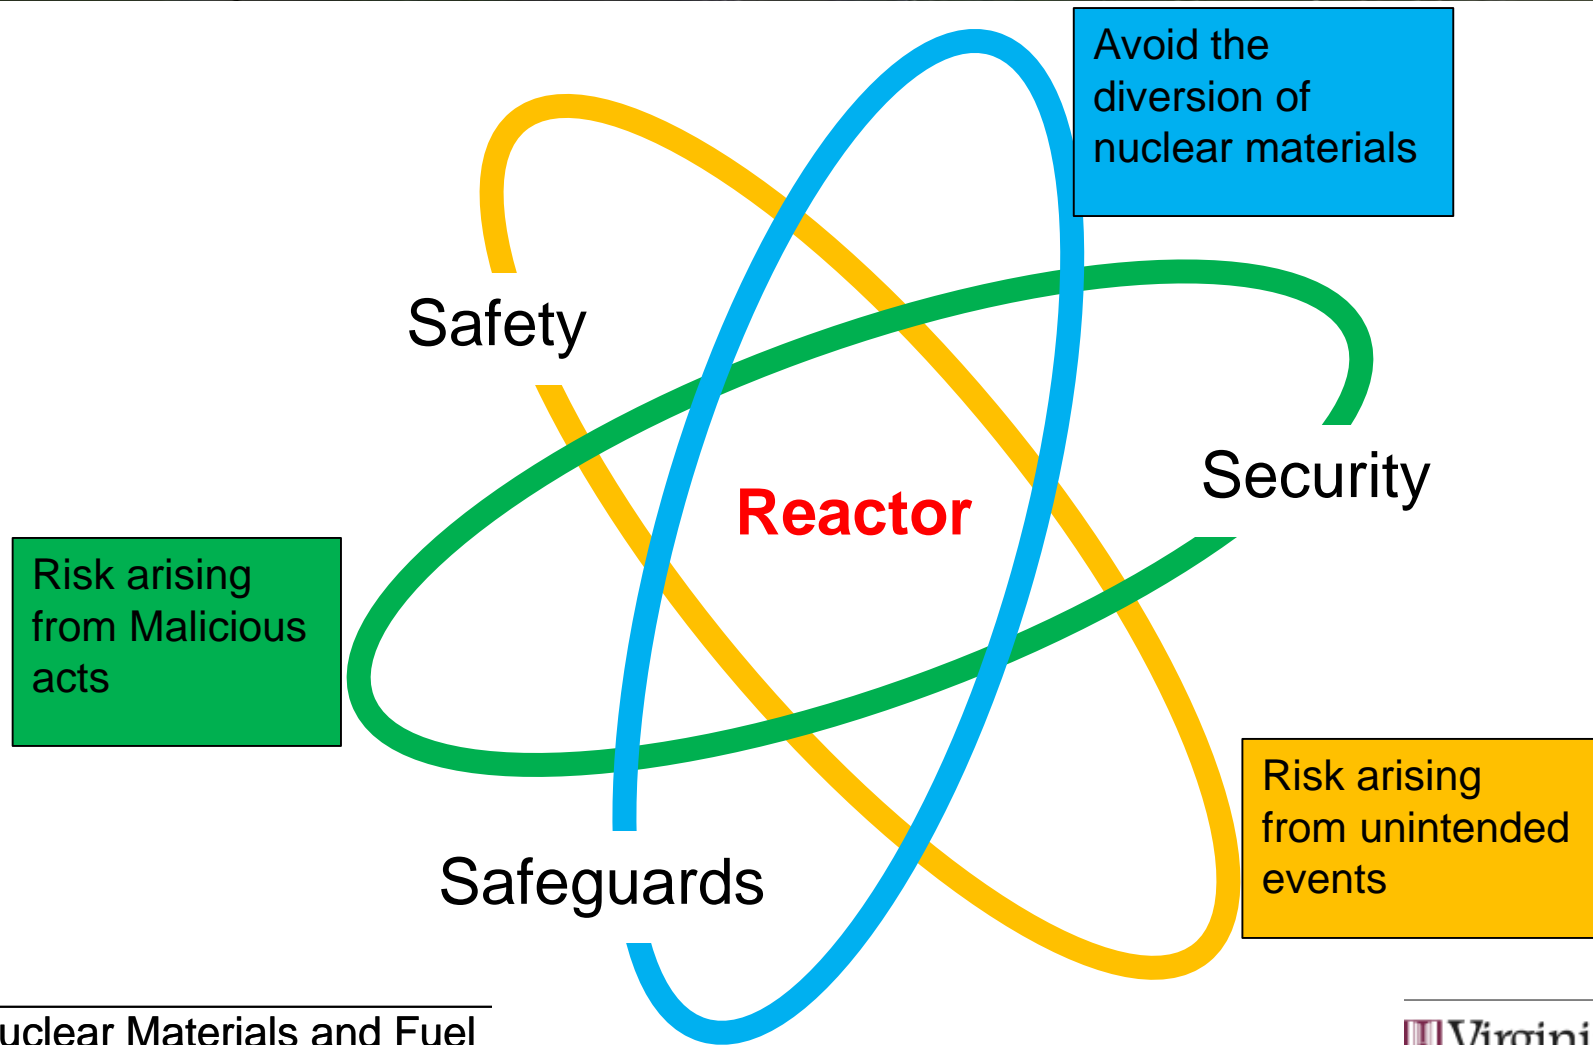 Avoid the
diversion of
nuclear materials
Safety
Security
Reactor
Risk arising
from Malicious
acts
Risk arising
from unintended
events
Safeguards
uclear Materials and Fuel
Virgini